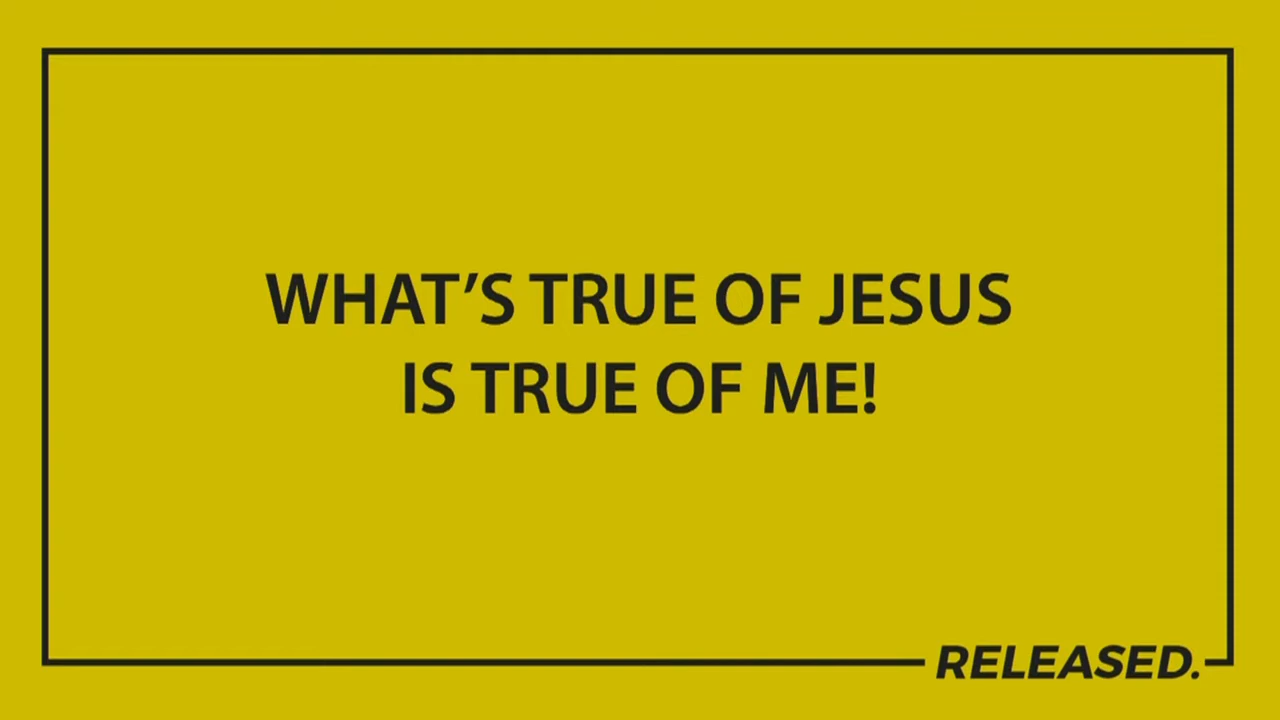 WHAT’S TRUE OF JESUS
IS TRUE OF ME!
RELEASED.